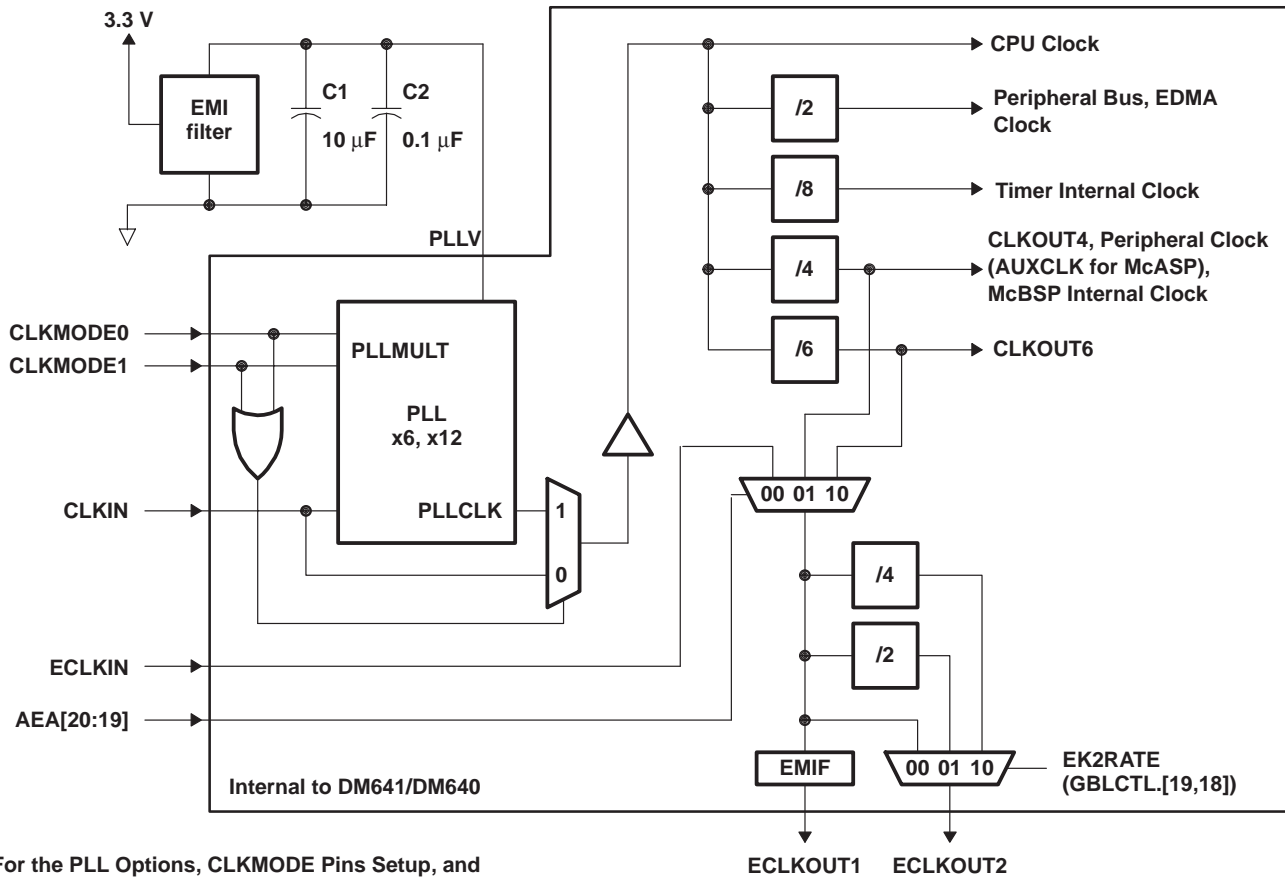 3.3 V
CPU Clock
EMI
filter
C1
10 µF
C2
0.1 µF
/2
Peripheral Bus, EDMA
Clock
/8
Timer Internal Clock
PLLV
/4
CLKOUT4, Peripheral Clock
(AUXCLK for McASP),
McBSP Internal Clock
CLKMODE0
CLKMODE1
PLLMULT
/6
CLKOUT6
PLL
x6, x12
00 01 10
CLKIN
PLLCLK
1
0
/4
/2
ECLKIN
AEA[20:19]
EMIF
00 01 10
EK2RATE
(GBLCTL.[19,18])
Internal to DM641/DM640
ECLKOUT1
ECLKOUT2
For the PLL Options, CLKMODE Pins Setup, and